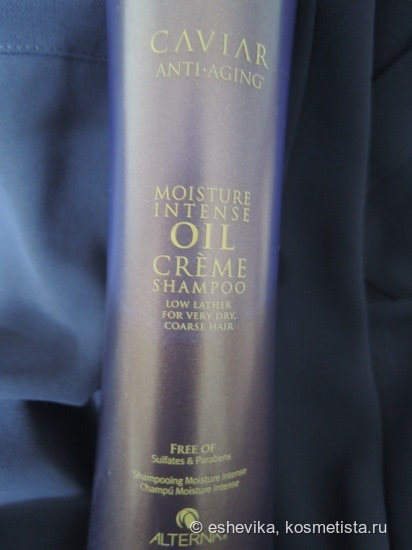 CAVIAR
ANTI-AGING®
MOISTURE
INTENSE
OIL
CRÈME
SHAMPOO
LOW LATHER
FOR VERY DRY,
COARSE HAIR
FREE OF
Sulfates & Parabens
Shampooing Moisture Intense
Champú Moisture Intense
ALTERNA
© eshevika, kosmetista.ru